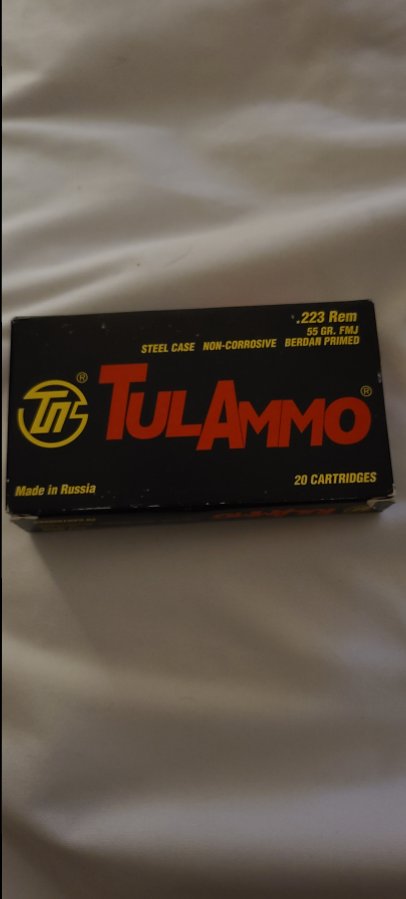 .223 Rem
55 GR. FMJ
STEEL CASE NON-CORROSIVE BERDAN PRIMED
®
TULAMMO®
Made in Russia
20 CARTRIDGES